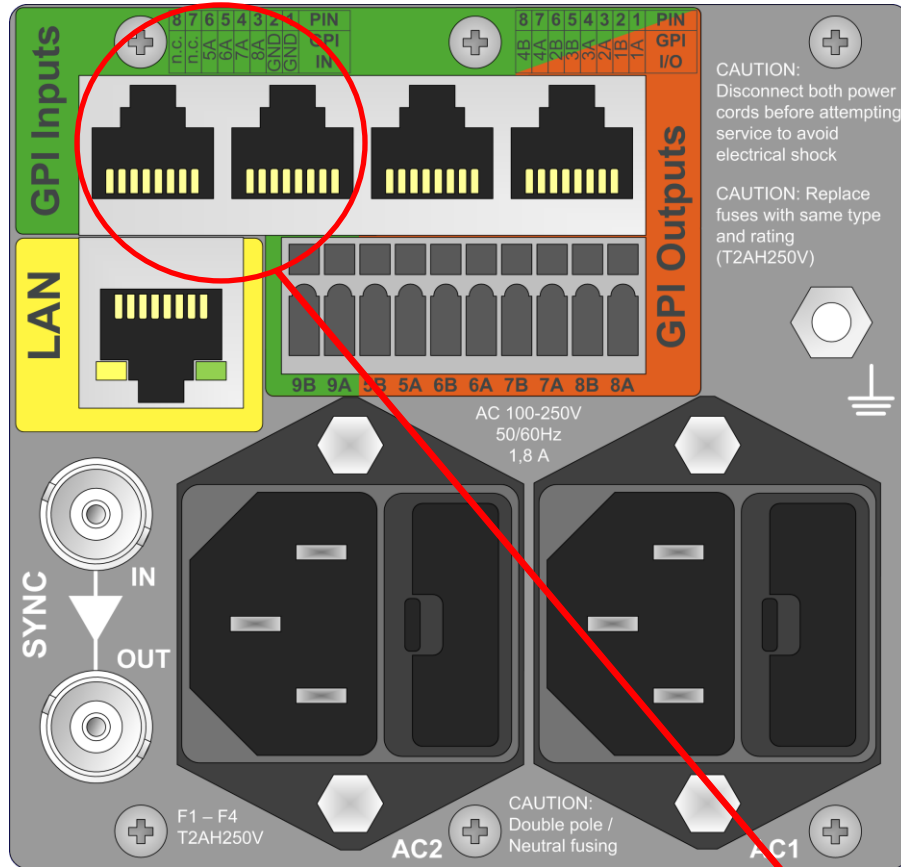 8 7 6 5 4 3 2 1 PIN
n.c. n.c. 5A 6A 7A 8A GND GND GPI IN
8 7 6 5 4 3 2 1 PIN
4B 4A 2B 3B 3A 2A 1B 1A GPI I/O
GPI Inputs
GPI Outputs
CAUTION:
Disconnect both power
cords before attempting
service to avoid
electrical shock
CAUTION: Replace
fuses with same type
and rating
(T2AH250V)
LAN
9B 9A 5B 5A 6B 6A 7B 7A 8B 8A
AC 100-250V
50/60Hz
1,8 A
SYNC
IN
OUT
F1 – F4
T2AH250V
AC2
CAUTION:
Double pole /
Neutral fusing
AC1